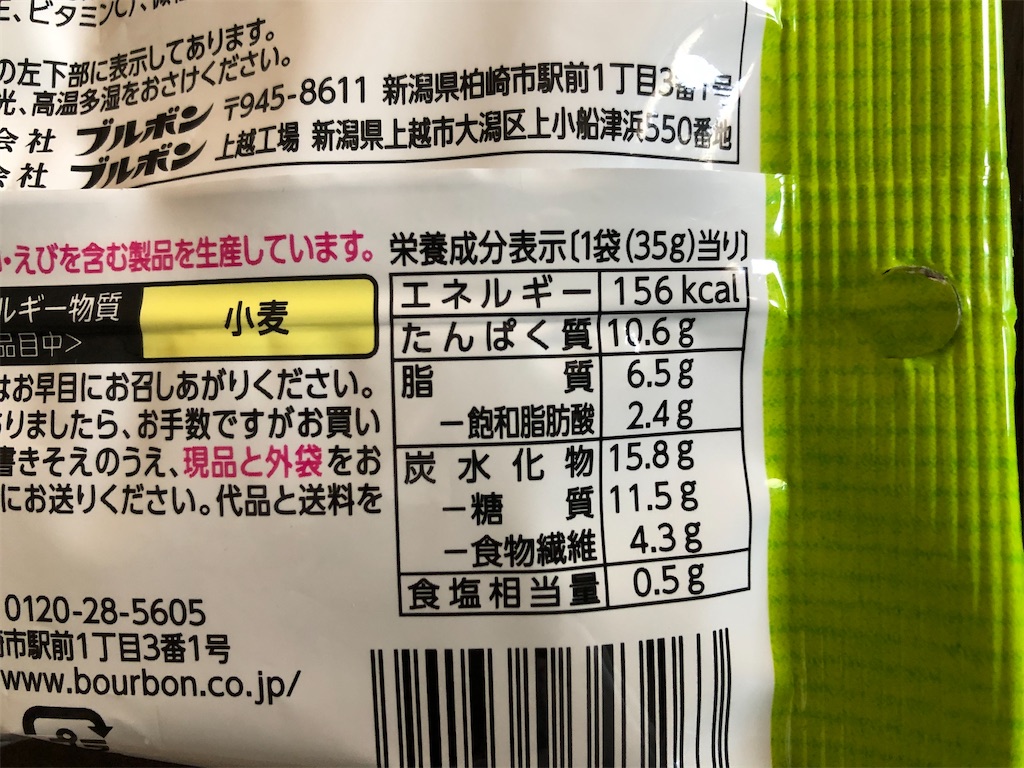 、ビタミンC)、
の左下部に表示してあります。
光、高温多湿をおさけください。
会社 ブルボン 〒945-8611 新潟県柏崎市駅前1丁目3番1号
会社 ブルボン 上越工場 新潟県上越市大潟区上小船津浜550番地
・えびを含む製品を生産しています。
ルギー物質
品目中>
小麦
はお早目にお召しあがりください。
りましたら、お手数ですがお買い
書きそえのうえ、現品と外袋をお
にお送りください。代品と送料を
0120-28-5605
市駅前1丁目3番1号
www.bourbon.co.jp/
栄養成分表示〔1袋(35g)当り〕
エネルギー 156 kcal
たんぱく質 10.6 g
脂質 6.5 g
－飽和脂肪酸 2.4 g
炭水化物 15.8 g
－糖質 11.5 g
－食物繊維 4.3 g
食塩相当量 0.5 g